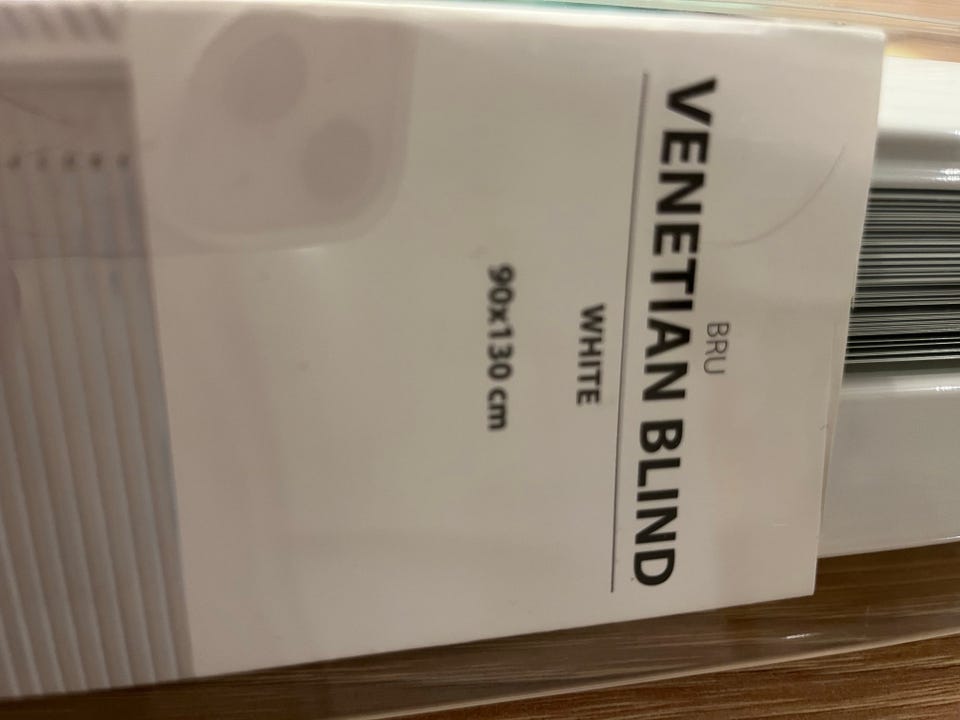 BRU
VENETIAN BLIND
WHITE
90x130 cm